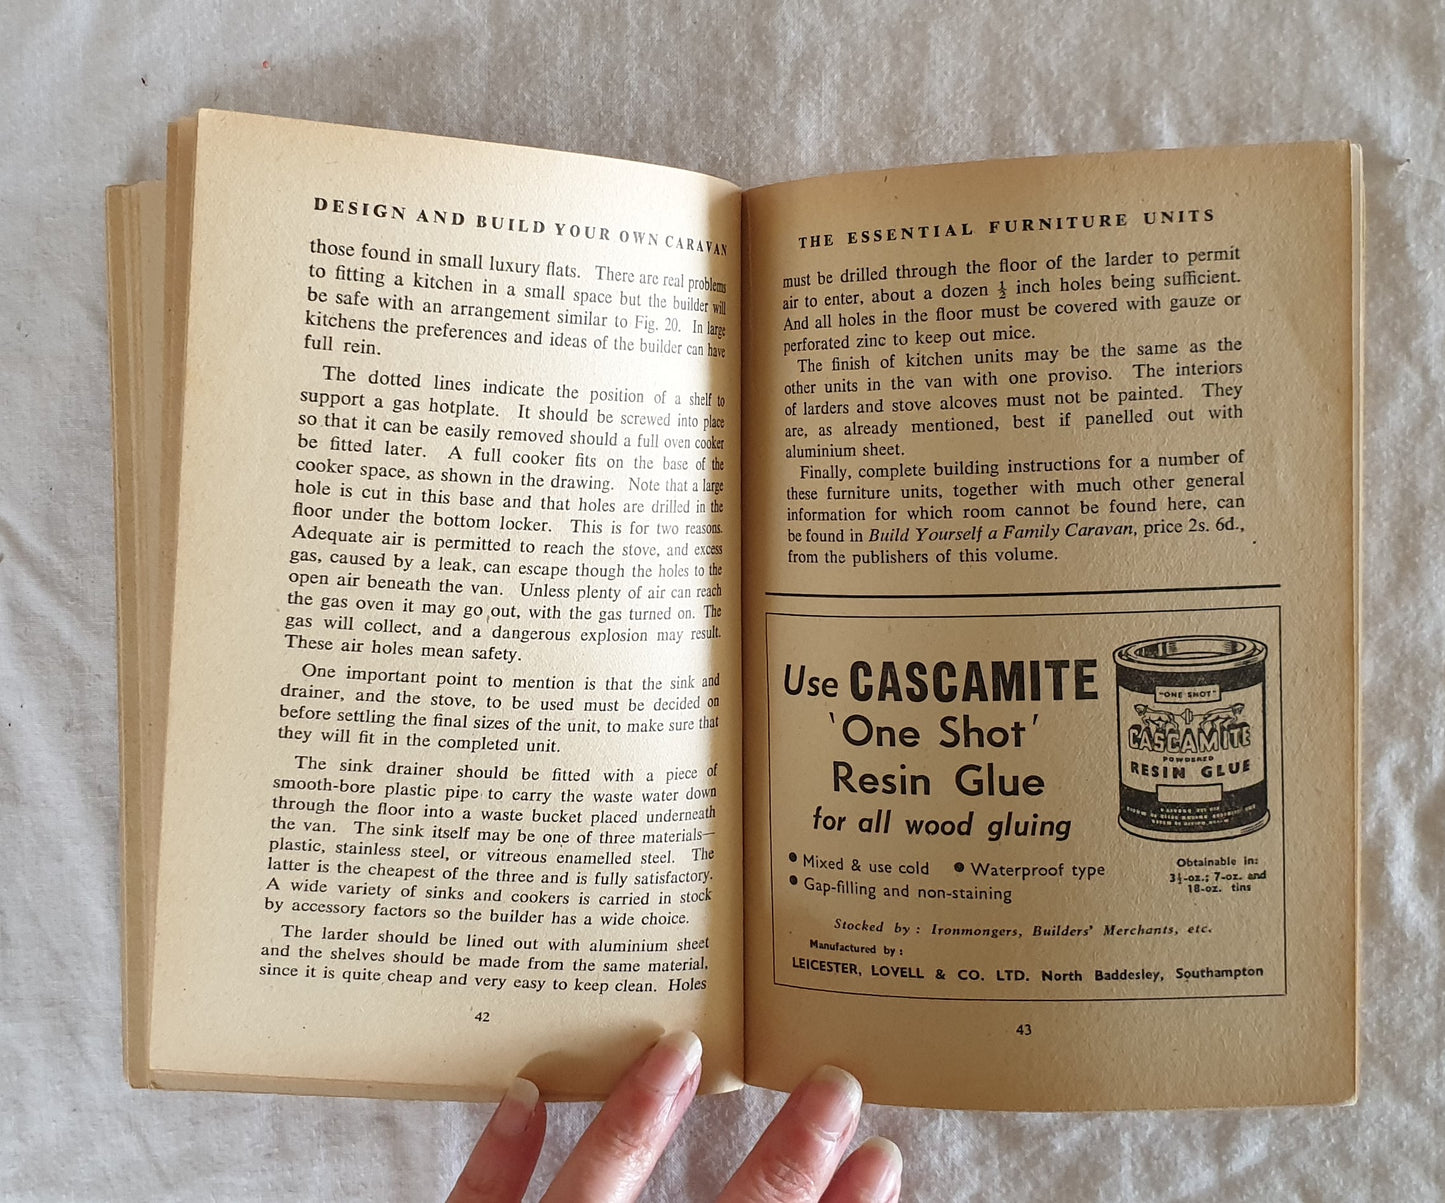 DESIGN AND BUILD YOUR OWN CARAVAN
those found in small luxury flats. There are real problems
to fitting a kitchen in a small space but the builder will
be safe with an arrangement similar to Fig. 20. In large
kitchens the preferences and ideas of the builder can have
full rein.
The dotted lines indicate the position of a shelf to
support a gas hotplate. It should be screwed into place
so that it can be easily removed should a full oven cooker
be fitted later. A full cooker fits on the base of the
cooker space, as shown in the drawing. Note that a large
hole is cut in this base and that holes are drilled in the
floor under the bottom locker. This is for two reasons.
Adequate air is permitted to reach the stove, and excess
gas, caused by a leak, can escape though the holes to the
open air beneath the van. Unless plenty of air can reach
the gas oven it may go out, with the gas turned on. The
gas will collect, and a dangerous explosion may result.
These air holes mean safety.
One important point to mention is that the sink and
drainer, and the stove, to be used must be decided on
before settling the final sizes of the unit, to make sure that
they will fit in the completed unit.
The sink drainer should be fitted with a piece of
smooth-bore plastic pipe to carry the waste water down
through the floor into a waste bucket placed underneath
the van. The sink itself may be one of three materials—
plastic, stainless steel, or vitreous enamelled steel. The
latter is the cheapest of the three and is fully satisfactory.
A wide variety of sinks and cookers is carried in stock
by accessory factors so the builder has a wide choice.
The larder should be lined out with aluminium sheet
and the shelves should be made from the same material,
since it is quite cheap and very easy to keep clean. Holes
42
THE ESSENTIAL FURNITURE UNITS
must be drilled through the floor of the larder to permit
air to enter, about a dozen ½ inch holes being sufficient.
And all holes in the floor must be covered with gauze or
perforated zinc to keep out mice.
The finish of kitchen units may be the same as the
other units in the van with one proviso. The interiors
of larders and stove alcoves must not be painted. They
are, as already mentioned, best if panelled out with
aluminium sheet.
Finally, complete building instructions for a number of
these furniture units, together with much other general
information for which room cannot be found here, can
be found in Build Yourself a Family Caravan, price 2s. 6d.,
from the publishers of this volume.
Use CASCAMITE
'One Shot'
Resin Glue
for all wood gluing
"ONE SHOT"
CASCAMITE
POWDERED
RESIN GLUE
• Mixed & use cold • Waterproof type
• Gap-filling and non-staining
Obtainable in:
3½-oz.; 7-oz. and
18-oz. tins
Stocked by : Ironmongers, Builders' Merchants, etc.
Manufactured by :
LEICESTER, LOVELL & CO. LTD. North Baddesley, Southampton
43